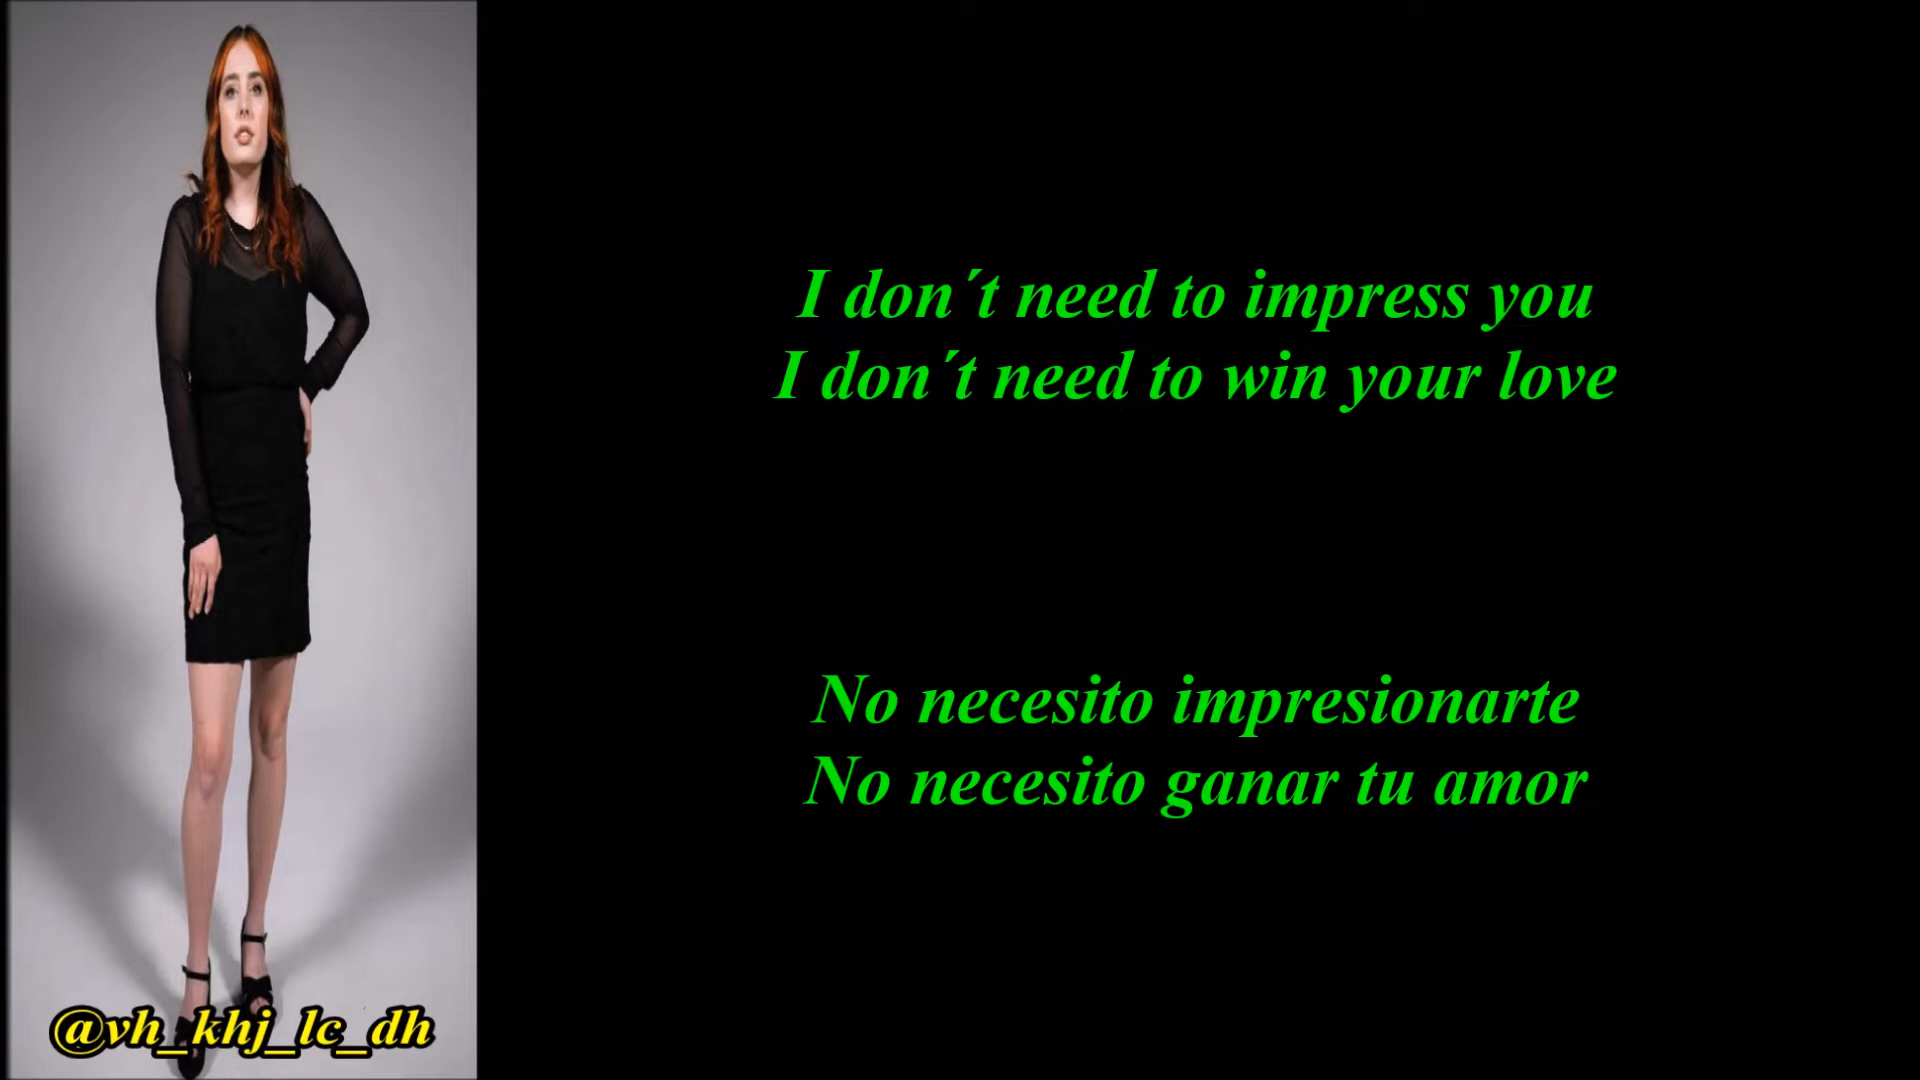 I don´t need to impress you
I don´t need to win your love
No necesito impresionarte
No necesito ganar tu amor
@vh_khj_lc_dh